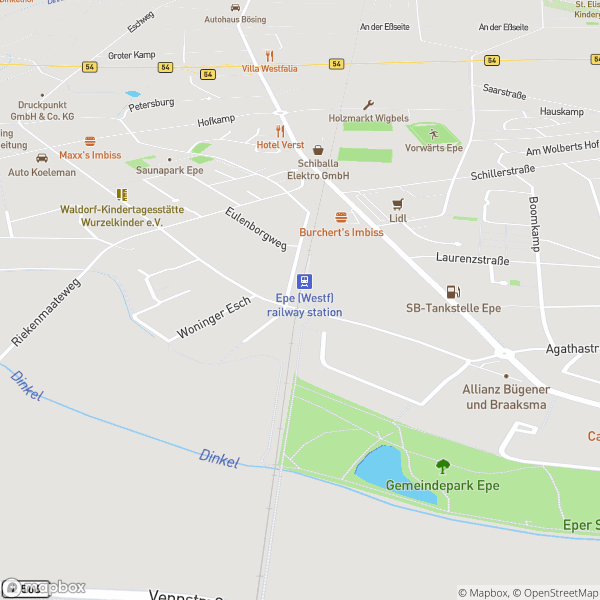 Eschweg
Autohaus Bösing
An der Eßseite
An der Eßseite
St. Elis
Kinderg
Groter Kamp
Villa Westfalia
54
54
54
54
54
Druckpunkt
GmbH & Co. KG
Petersburg
Hofkamp
Holzmarkt Wigbels
Saarstraße
Hauskamp
Maxx's Imbiss
Auto Koeleman
Hotel Verst
Vorwärts Epe
Am Wolberts Hof
Saunapark Epe
Schiballa
Elektro GmbH
Schillerstraße
Waldorf-Kindertagesstätte
Wurzelkinder e.V.
Eulenborgweg
Lidl
Burchert's Imbiss
Boomkamp
Laurenzstraße
Riekenmaateweg
Woninger Esch
Epe (Westf)
railway station
SB-Tankstelle Epe
Agathastr
Dinkel
Allianz Bügener
und Braaksma
Ca
Dinkel
Gemeindepark Epe
Eper S
mapbox
© Mapbox, © OpenStreetMap